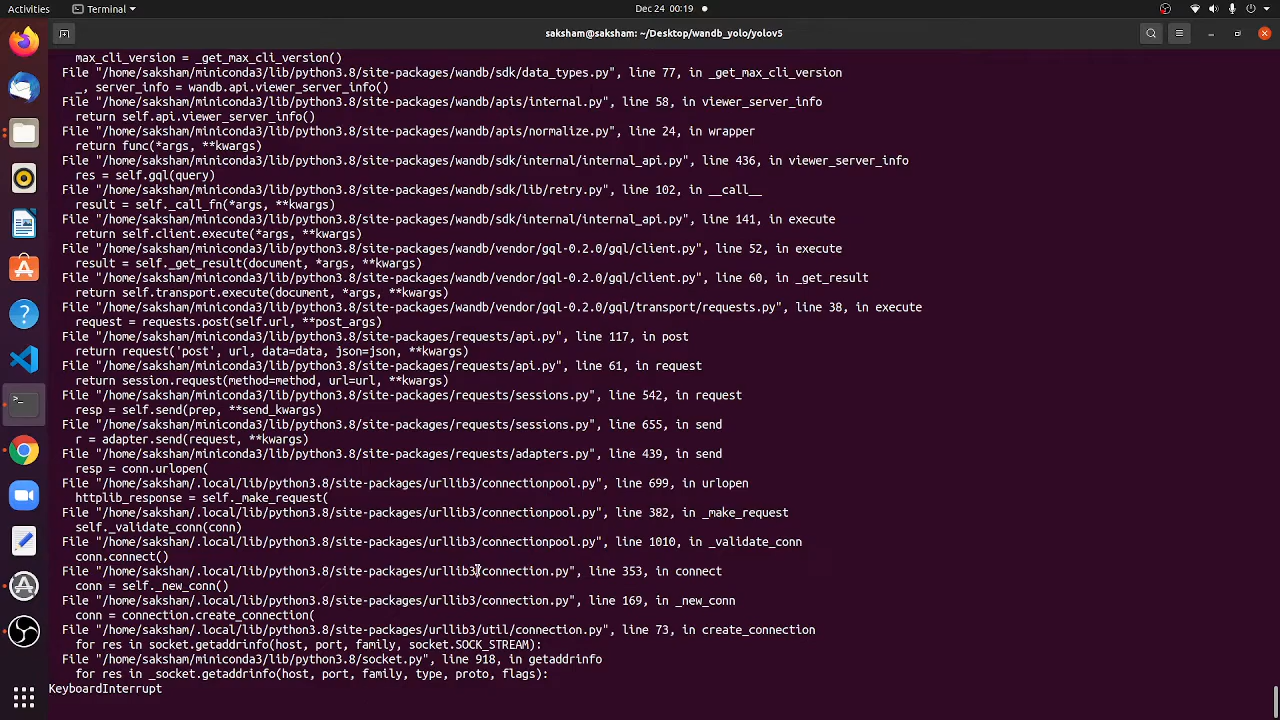 Activities
Terminal
Dec 24 00:19
saksham@saksham: ~/Desktop/wandb_yolo/yolov5
max_cli_version = _get_max_cli_version()
File "/home/saksham/miniconda3/lib/python3.8/site-packages/wandb/sdk/data_types.py", line 77, in _get_max_cli_version
_, server_info = wandb.api.viewer_server_info()
File "/home/saksham/miniconda3/lib/python3.8/site-packages/wandb/apis/internal.py", line 58, in viewer_server_info
return self.api.viewer_server_info()
File "/home/saksham/miniconda3/lib/python3.8/site-packages/wandb/apis/normalize.py", line 24, in wrapper
return func(*args, **kwargs)
File "/home/saksham/miniconda3/lib/python3.8/site-packages/wandb/sdk/internal/internal_api.py", line 436, in viewer_server_info
res = self.gql(query)
File "/home/saksham/miniconda3/lib/python3.8/site-packages/wandb/sdk/lib/retry.py", line 102, in __call__
result = self._call_fn(*args, **kwargs)
File "/home/saksham/miniconda3/lib/python3.8/site-packages/wandb/sdk/internal/internal_api.py", line 141, in execute
return self.client.execute(*args, **kwargs)
File "/home/saksham/miniconda3/lib/python3.8/site-packages/wandb/vendor/gql-0.2.0/gql/client.py", line 52, in execute
result = self._get_result(document, *args, **kwargs)
File "/home/saksham/miniconda3/lib/python3.8/site-packages/wandb/vendor/gql-0.2.0/gql/client.py", line 60, in _get_result
return self.transport.execute(document, *args, **kwargs)
File "/home/saksham/miniconda3/lib/python3.8/site-packages/wandb/vendor/gql-0.2.0/gql/transport/requests.py", line 38, in execute
request = requests.post(self.url, **post_args)
File "/home/saksham/miniconda3/lib/python3.8/site-packages/requests/api.py", line 117, in post
return request('post', url, data=data, json=json, **kwargs)
File "/home/saksham/miniconda3/lib/python3.8/site-packages/requests/api.py", line 61, in request
return session.request(method=method, url=url, **kwargs)
File "/home/saksham/miniconda3/lib/python3.8/site-packages/requests/sessions.py", line 542, in request
resp = self.send(prep, **send_kwargs)
File "/home/saksham/miniconda3/lib/python3.8/site-packages/requests/sessions.py", line 655, in send
r = adapter.send(request, **kwargs)
File "/home/saksham/miniconda3/lib/python3.8/site-packages/requests/adapters.py", line 439, in send
resp = conn.urlopen(
File "/home/saksham/.local/lib/python3.8/site-packages/urllib3/connectionpool.py", line 699, in urlopen
httplib_response = self._make_request(
File "/home/saksham/.local/lib/python3.8/site-packages/urllib3/connectionpool.py", line 382, in _make_request
self._validate_conn(conn)
File "/home/saksham/.local/lib/python3.8/site-packages/urllib3/connectionpool.py", line 1010, in _validate_conn
conn.connect()
File "/home/saksham/.local/lib/python3.8/site-packages/urllib3/connection.py", line 353, in connect
conn = self._new_conn()
File "/home/saksham/.local/lib/python3.8/site-packages/urllib3/connection.py", line 169, in _new_conn
conn = connection.create_connection(
File "/home/saksham/.local/lib/python3.8/site-packages/urllib3/util/connection.py", line 73, in create_connection
for res in socket.getaddrinfo(host, port, family, socket.SOCK_STREAM):
File "/home/saksham/miniconda3/lib/python3.8/socket.py", line 918, in getaddrinfo
for res in _socket.getaddrinfo(host, port, family, type, proto, flags):
KeyboardInterrupt